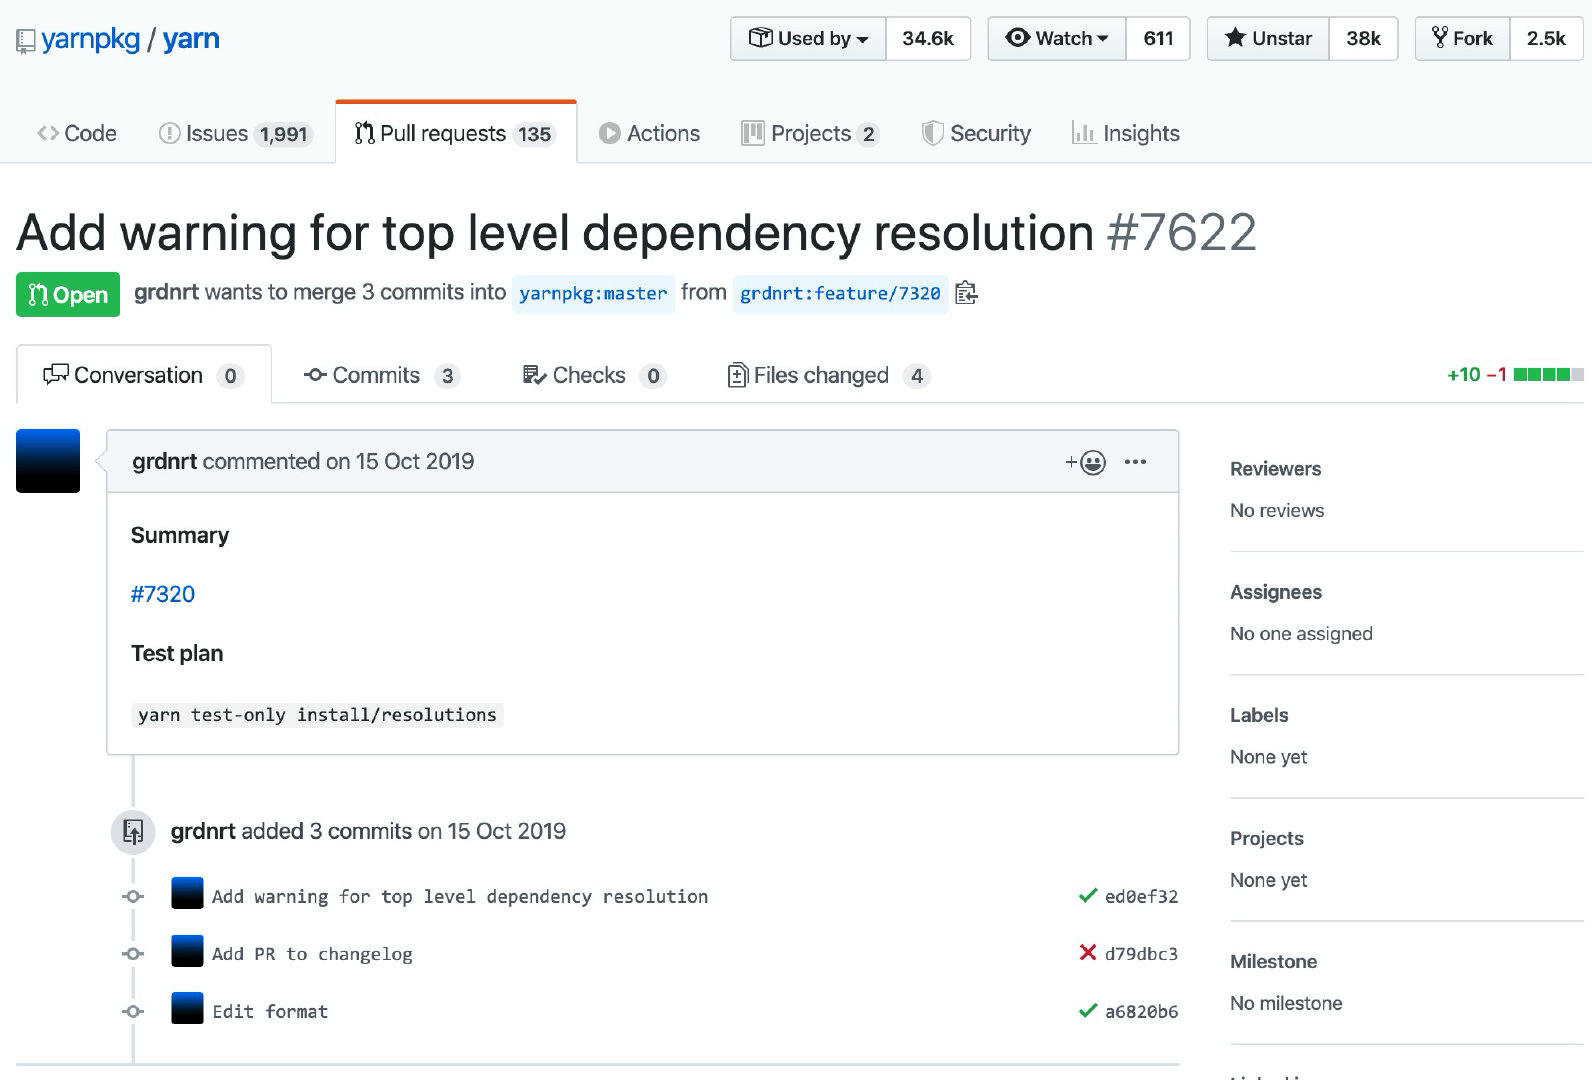 yarnpkg / yarn
Used by 34.6k Watch 611 Unstar 38k Fork 2.5k
Code Issues 1,991 Pull requests 135 Actions Projects 2 Security Insights
Add warning for top level dependency resolution #7622
Open grdnrt wants to merge 3 commits into yarnpkg:master from grdnrt:feature/7320
Conversation 0 Commits 3 Checks 0 Files changed 4 +10 −1
grdnrt commented on 15 Oct 2019
Summary
#7320
Test plan
yarn test-only install/resolutions
grdnrt added 3 commits on 15 Oct 2019
Add warning for top level dependency resolution ed0ef32
Add PR to changelog d79dbc3
Edit format a6820b6
Reviewers
No reviews
Assignees
No one assigned
Labels
None yet
Projects
None yet
Milestone
No milestone